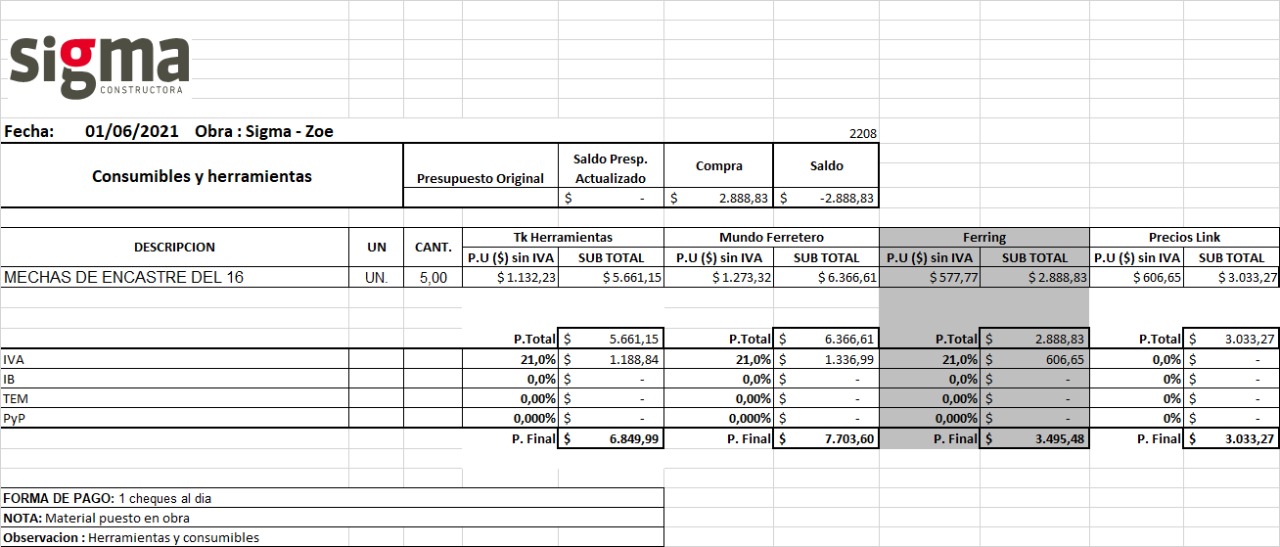 sigma
CONSTRUCTORA
Fecha: 01/06/2021 Obra : Sigma - Zoe 2208
Consumibles y herramientas Presupuesto Original Saldo Presp. Actualizado Compra Saldo
$ - $ 2.888,83 $ -2.888,83
DESCRIPCION UN CANT. Tk Herramientas Mundo Ferretero Ferring Precios Link
P.U ($) sin IVA SUB TOTAL P.U ($) sin IVA SUB TOTAL P.U ($) sin IVA SUB TOTAL P.U ($) sin IVA SUB TOTAL
MECHAS DE ENCASTRE DEL 16 UN. 5,00 $ 1.132,23 $ 5.661,15 $ 1.273,32 $ 6.366,61 $ 577,77 $ 2.888,83 $ 606,65 $ 3.033,27
P.Total $ 5.661,15 P.Total $ 6.366,61 P.Total $ 2.888,83 P.Total $ 3.033,27
IVA 21,0% $ 1.188,84 21,0% $ 1.336,99 21,0% $ 606,65 0,0% $ -
IB 0,0% $ - 0,0% $ - 0,0% $ - 0% $ -
TEM 0,00% $ - 0,00% $ - 0,00% $ - 0% $ -
PyP 0,000% $ - 0,000% $ - 0,000% $ - 0% $ -
P. Final $ 6.849,99 P. Final $ 7.703,60 P. Final $ 3.495,48 P. Final $ 3.033,27
FORMA DE PAGO: 1 cheques al dia
NOTA: Material puesto en obra
Observacion : Herramientas y consumibles